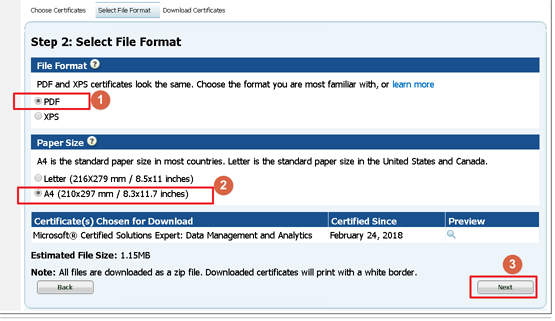 Choose Certificates Select File Format Download Certificates
Step 2: Select File Format
File Format ?
PDF and XPS certificates look the same. Choose the format you are most familiar with, or learn more
PDF 1
XPS
Paper Size ?
A4 is the standard paper size in most countries. Letter is the standard paper size in the United States and Canada.
Letter (216X279 mm / 8.5x11 inches)
A4 (210x297 mm / 8.3x11.7 inches) 2
Certificate(s) Chosen for Download Certified Since Preview
Microsoft® Certified Solutions Expert: Data Management and Analytics February 24, 2018
Estimated File Size: 1.15MB
3
Note: All files are downloaded as a zip file. Downloaded certificates will print with a white border.
Back Next